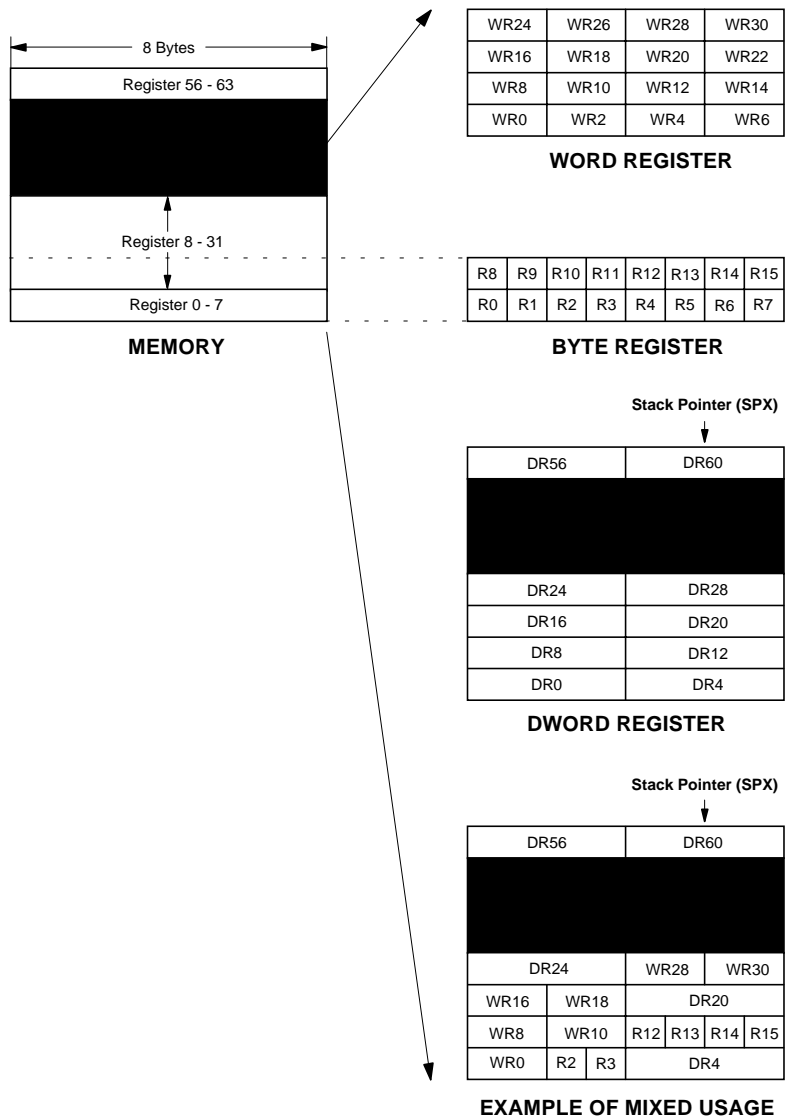 8 Bytes
Register 56 - 63
Register 8 - 31
Register 0 - 7
MEMORY
WR24 WR26 WR28 WR30
WR16 WR18 WR20 WR22
WR8 WR10 WR12 WR14
WR0 WR2 WR4 WR6
WORD REGISTER
R8 R9 R10 R11 R12 R13 R14 R15
R0 R1 R2 R3 R4 R5 R6 R7
BYTE REGISTER
Stack Pointer (SPX)
DR56 DR60
DR24 DR28
DR16 DR20
DR8 DR12
DR0 DR4
DWORD REGISTER
Stack Pointer (SPX)
DR56 DR60
DR24 WR28 WR30
WR16 WR18 DR20
WR8 WR10 R12 R13 R14 R15
WR0 R2 R3 DR4
EXAMPLE OF MIXED USAGE